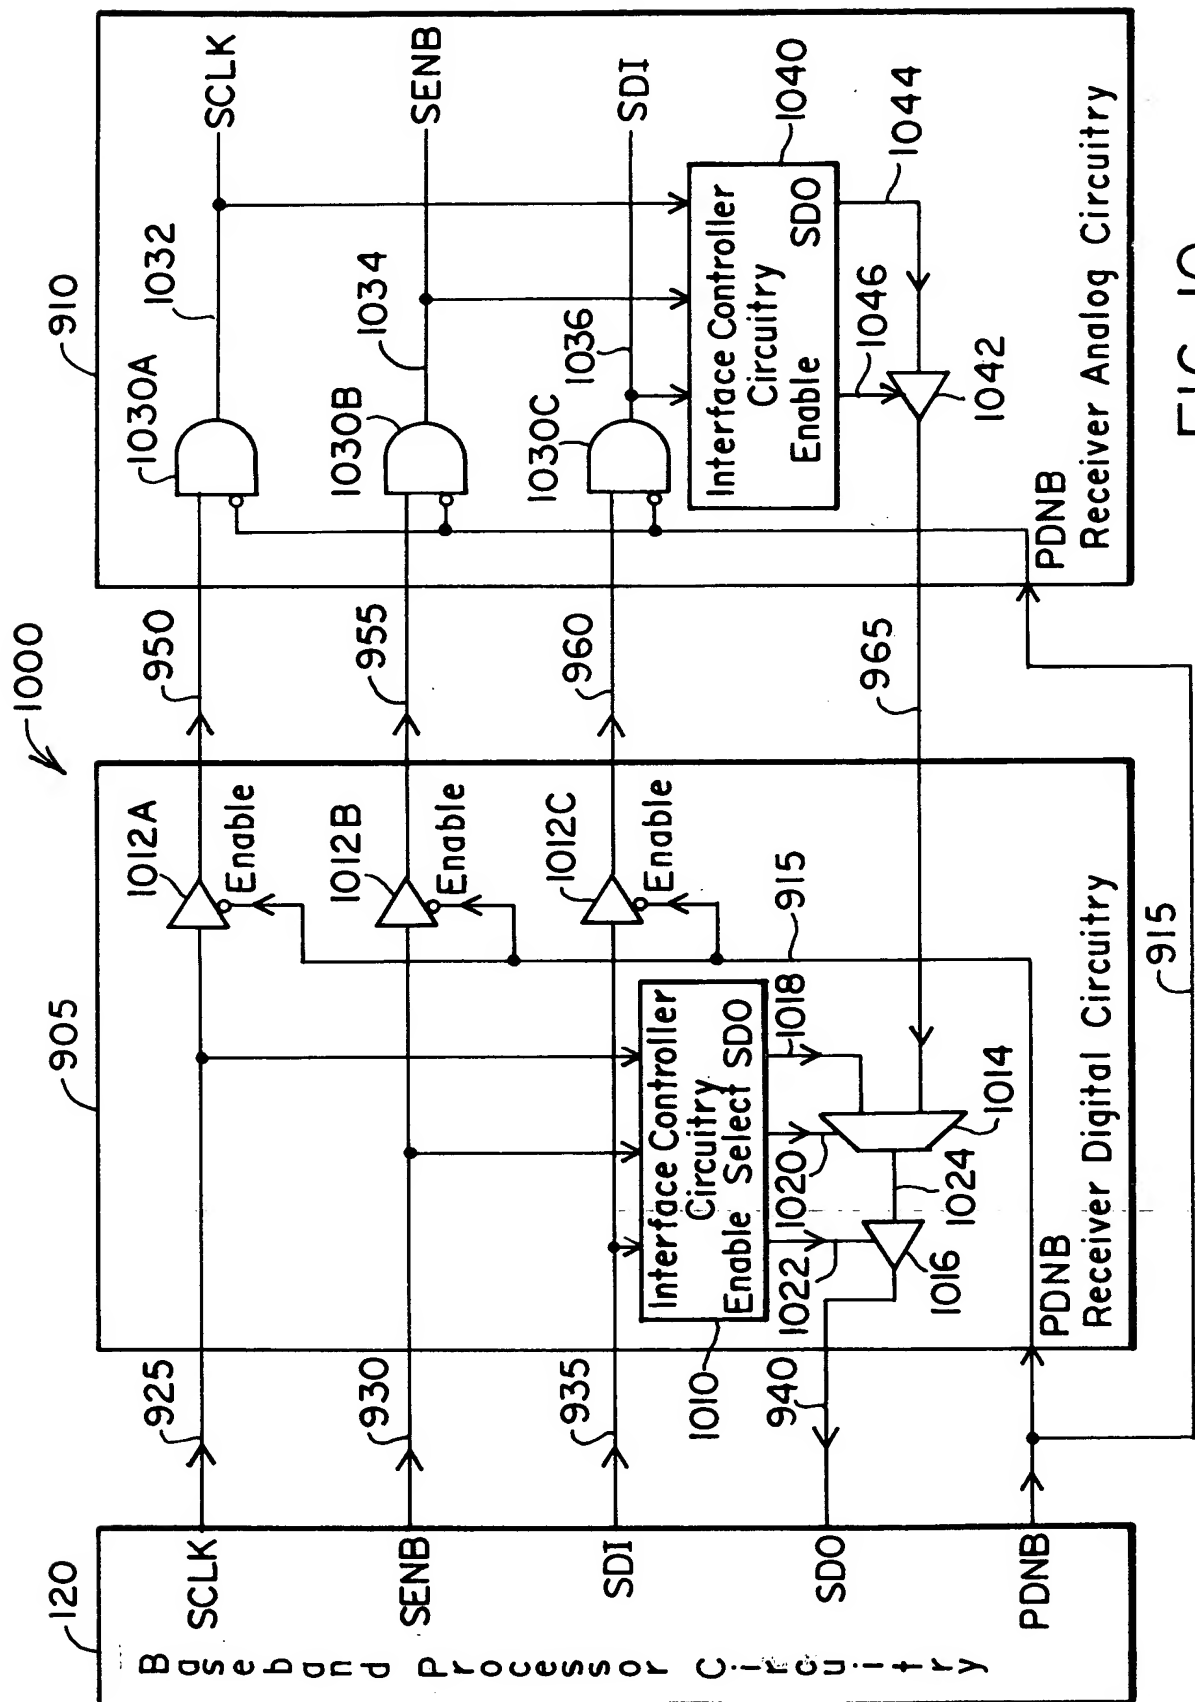 1000
120
Baseband Processor Circuitry
SCLK
SENB
SDI
SDO
PDNB
925
930
935
940
905
1012A
Enable
1012B
Enable
1012C
Enable
915
Interface Controller
Circuitry
Enable Select SDO
1010
1018
1020
1022
1014
1024
1016
PDNB
Receiver Digital Circuitry
950
955
960
965
915
910
1030A
1032
SCLK
1030B
1034
SENB
1030C
1036
SDI
Interface Controller
Circuitry
Enable SDO
1040
1044
1046
1042
PDNB
Receiver Analog Circuitry